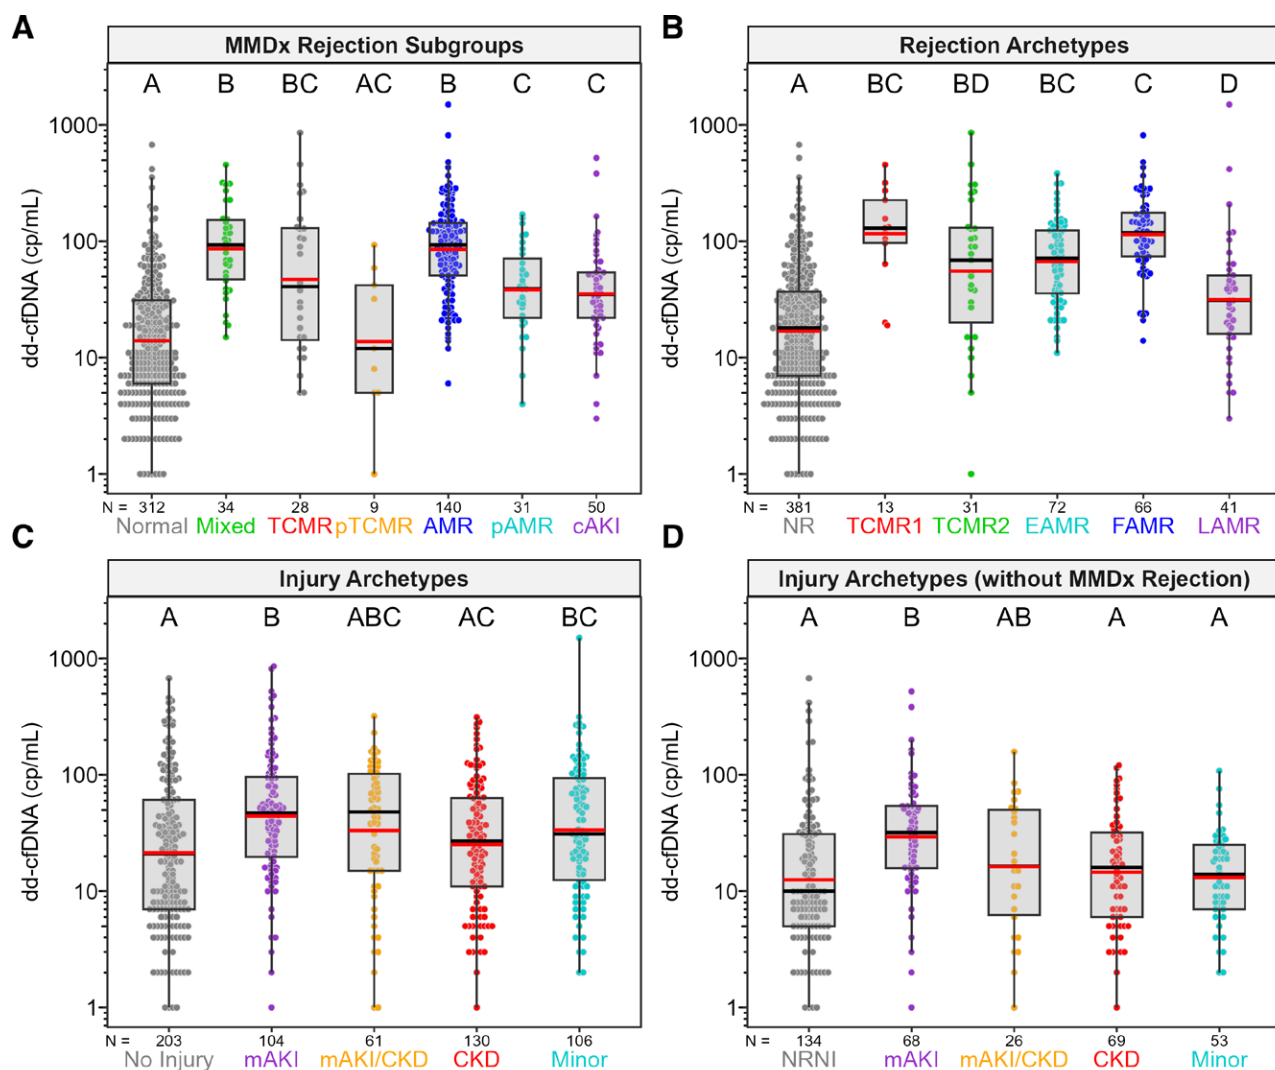 A
MMDx Rejection Subgroups
A B BC AC B C C
dd-cfDNA (cp/mL)
1000
100
10
1
N = 312 34 28 9 140 31 50
Normal Mixed TCMR pTCMR AMR pAMR cAKI
B
Rejection Archetypes
A BC BD BC C D
dd-cfDNA (cp/mL)
1000
100
10
1
N = 381 13 31 72 66 41
NR TCMR1 TCMR2 EAMR FAMR LAMR
C
Injury Archetypes
A B ABC AC BC
dd-cfDNA (cp/mL)
1000
100
10
1
N = 203 104 61 130 106
No Injury mAKI mAKI/CKD CKD Minor
D
Injury Archetypes (without MMDx Rejection)
A B AB A A
dd-cfDNA (cp/mL)
1000
100
10
1
N = 134 68 26 69 53
NRNI mAKI mAKI/CKD CKD Minor